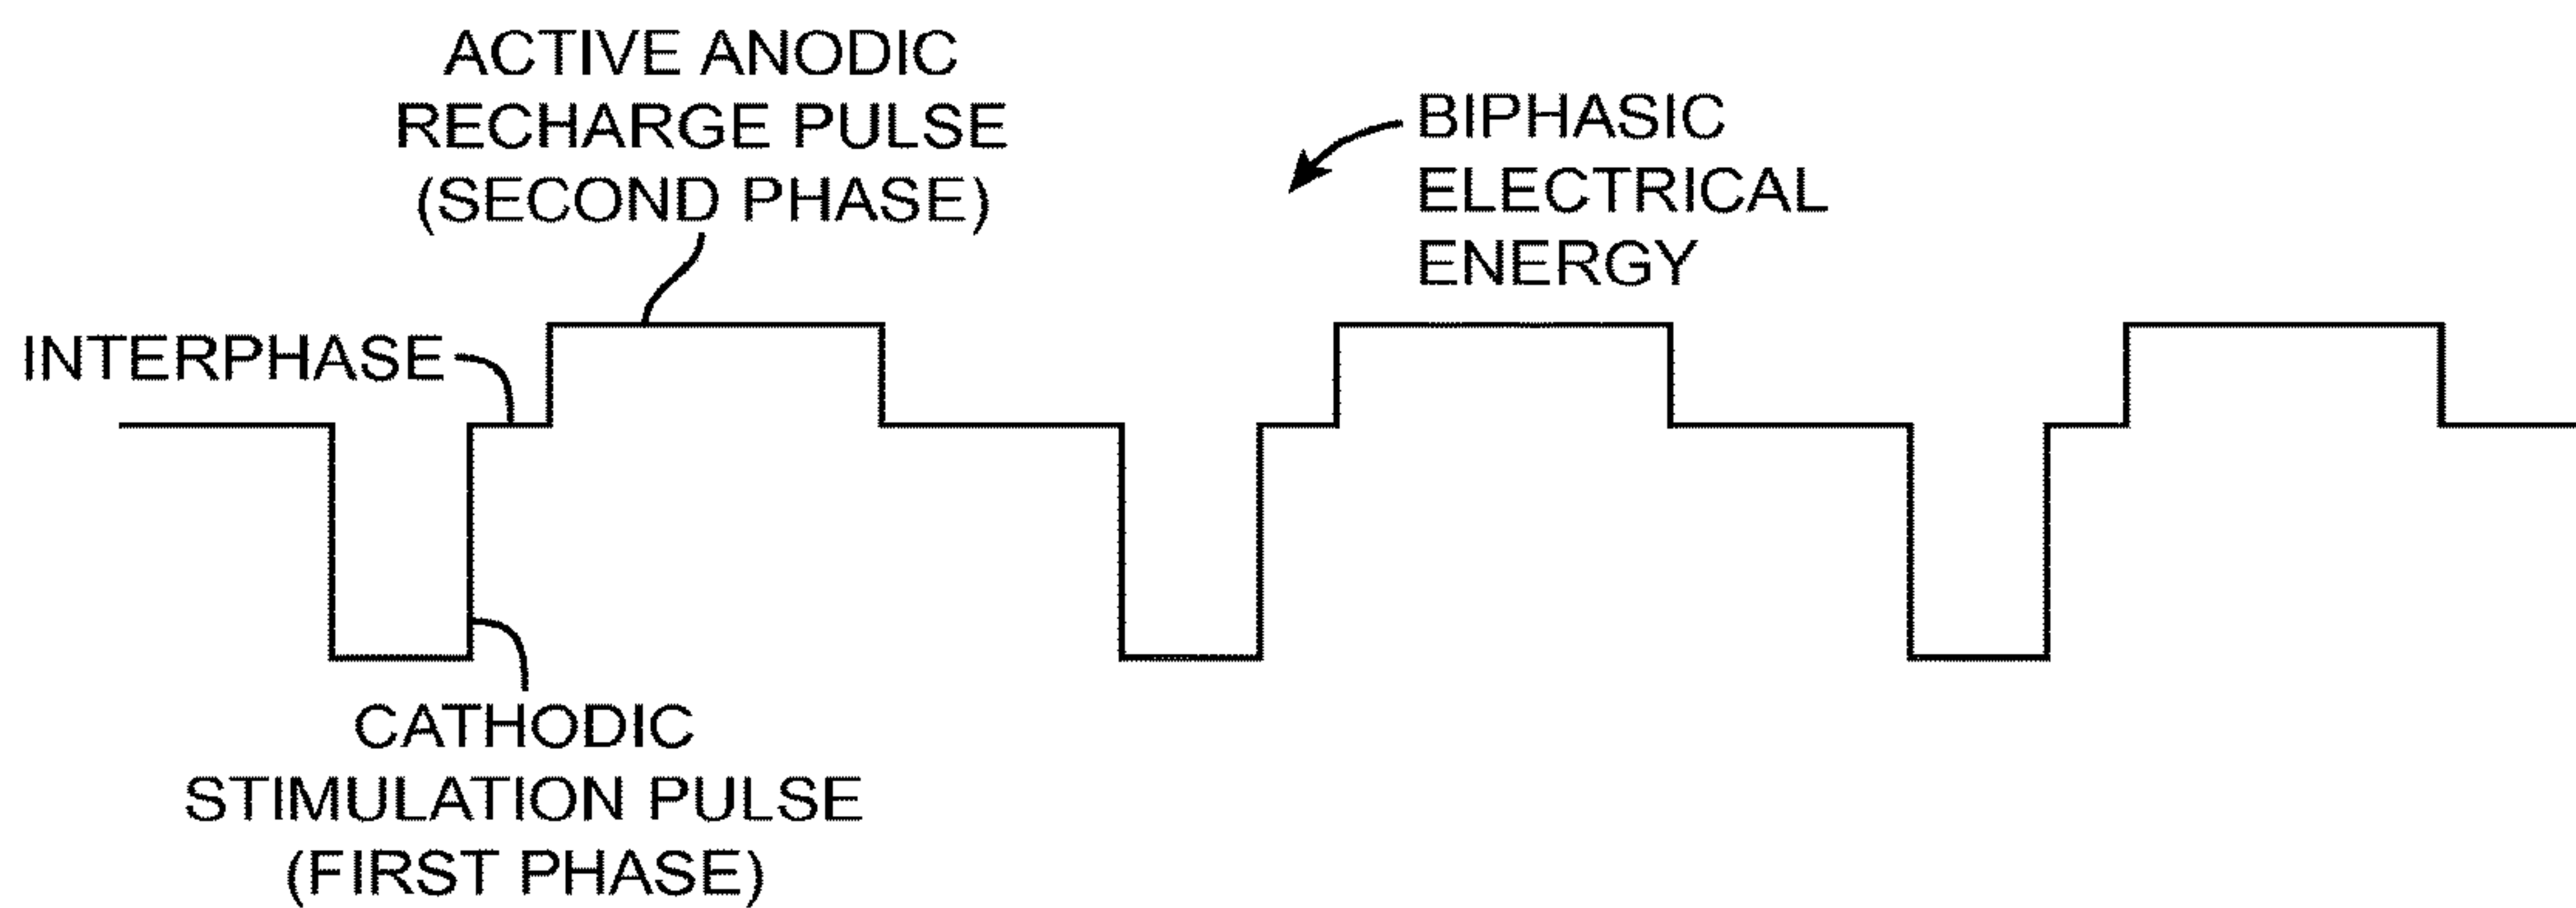 ACTIVE ANODIC
RECHARGE PULSE
(SECOND PHASE)
BIPHASIC
ELECTRICAL
ENERGY
INTERPHASE
CATHODIC
STIMULATION PULSE
(FIRST PHASE)